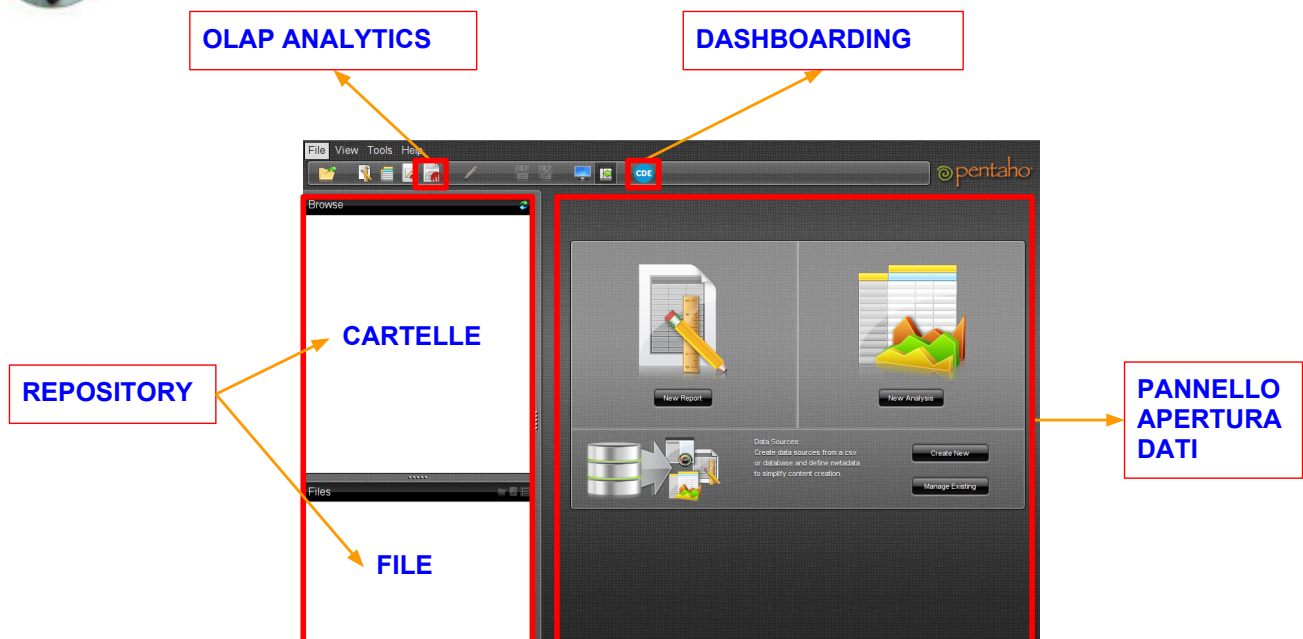 OLAP ANALYTICS
DASHBOARDING
File View Tools Help
CDE
pentaho
Browse
CARTELLE
REPOSITORY
New Report
New Analysis
PANNELLO
APERTURA
DATI
Data Sources:
Create data sources from a csv
or database and define metadata
to simplify content creation.
Create New
Manage Existing
Files
FILE